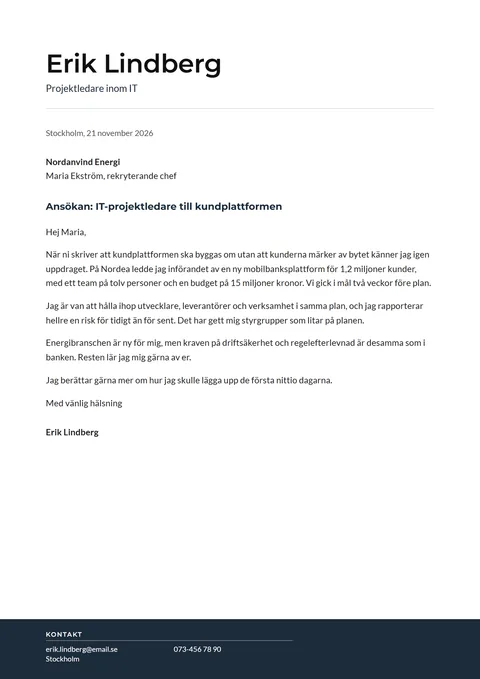 Erik Lindberg
Projektledare inom IT
Stockholm, 21 november 2026
Nordanvind Energi
Maria Ekström, rekryterande chef
Ansökan: IT-projektledare till kundplattformen
Hej Maria,
När ni skriver att kundplattformen ska byggas om utan att kunderna märker av bytet känner jag igen
uppdraget. På Nordea ledde jag införandet av en ny mobilbanksplattform för 1,2 miljoner kunder,
med ett team på tolv personer och en budget på 15 miljoner kronor. Vi gick i mål två veckor före plan.
Jag är van att hålla ihop utvecklare, leverantörer och verksamhet i samma plan, och jag rapporterar
hellre en risk för tidigt än för sent. Det har gett mig styrgrupper som litar på planen.
Energibranschen är ny för mig, men kraven på driftsäkerhet och regelefterlevnad är desamma som i
banken. Resten lär jag mig gärna av er.
Jag berättar gärna mer om hur jag skulle lägga upp de första nittio dagarna.
Med vänlig hälsning
Erik Lindberg
KONTAKT
erik.lindberg@email.se 073-456 78 90
Stockholm